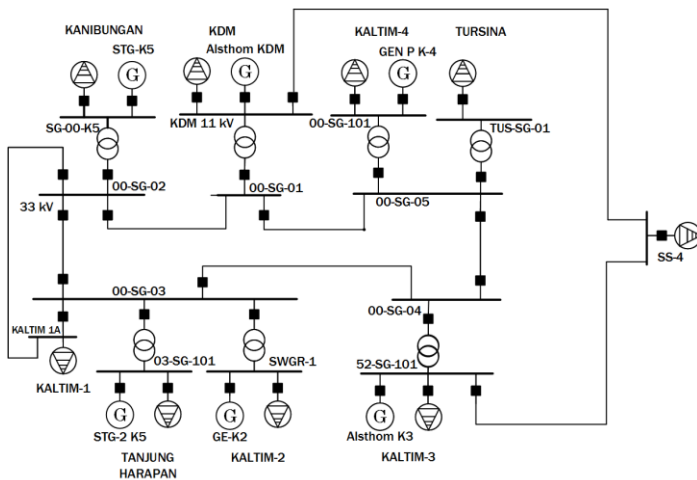 KANIBUNGAN
KDM
KALTIM-4
TURSINA
STG-K5
Alsthom KDM
GEN P K-4
G
G
G
SG-00-K5
KDM 11 kV
00-SG-101
TUS-SG-01
00-SG-02
00-SG-01
00-SG-05
33 kV
SS-4
00-SG-03
00-SG-04
KALTIM 1A
03-SG-101
SWGR-1
52-SG-101
KALTIM-1
G
G
G
STG-2 K5
GE-K2
Alsthom K3
TANJUNG
HARAPAN
KALTIM-2
KALTIM-3